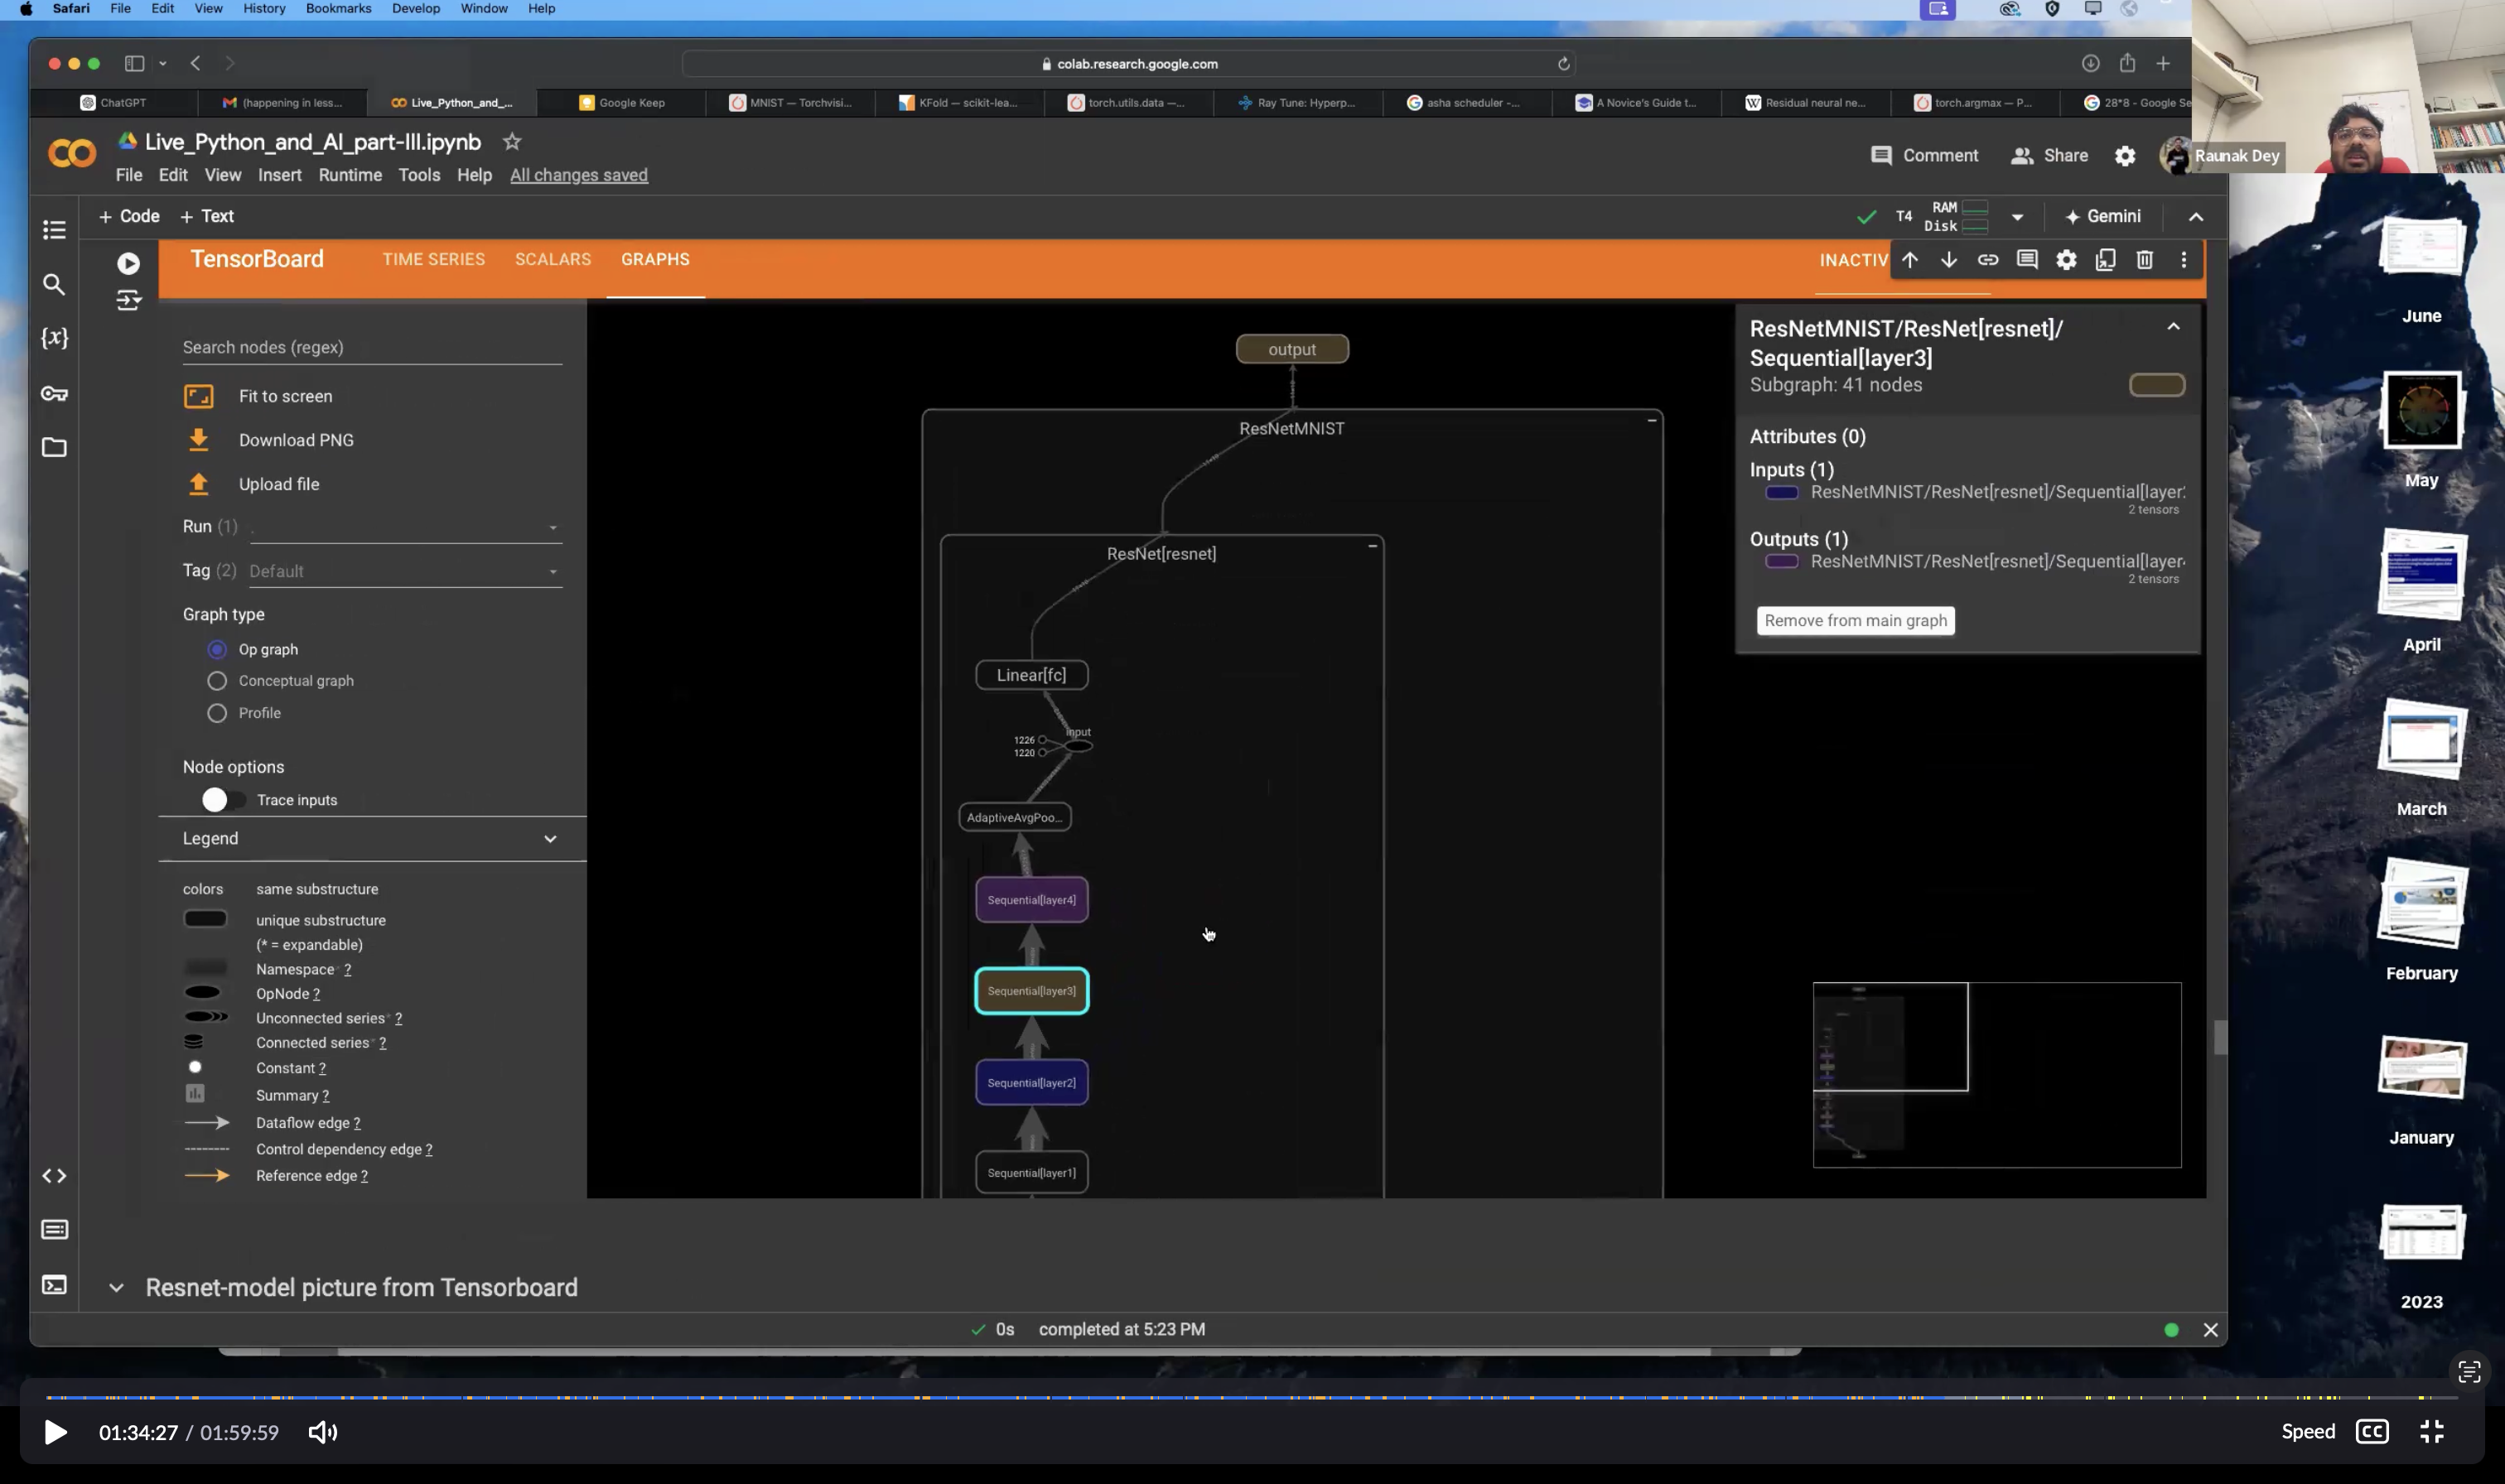 Safari File Edit View History Bookmarks Develop Window Help
colab.research.google.com
ChatGPT
(happening in less...
Live_Python_and_...
Google Keep
MNIST — Torchvisi...
KFold — scikit-lea...
torch.utils.data —...
Ray Tune: Hyperp...
asha scheduler -...
A Novice's Guide t...
Residual neural ne...
torch.argmax — P...
28*8 - Google Se
Raunak Dey
Live_Python_and_AI_part-III.ipynb
File Edit View Insert Runtime Tools Help All changes saved
Comment Share
+ Code + Text
T4 RAM Disk
Gemini
TensorBoard TIME SERIES SCALARS GRAPHS INACTIV
Search nodes (regex)
Fit to screen
Download PNG
Upload file
Run (1) .
Tag (2) Default
Graph type
Op graph
Conceptual graph
Profile
Node options
Trace inputs
Legend
colors same substructure
unique substructure
(* = expandable)
Namespace* ?
OpNode ?
Unconnected series* ?
Connected series* ?
Constant ?
Summary ?
Dataflow edge ?
Control dependency edge ?
Reference edge ?
output
ResNetMNIST
ResNet[resnet]
Linear[fc]
input
1226
1220
AdaptiveAvgPoo...
Sequential[layer4]
Sequential[layer3]
Sequential[layer2]
Sequential[layer1]
ResNetMNIST/ResNet[resnet]/
Sequential[layer3]
Subgraph: 41 nodes
Attributes (0)
Inputs (1)
ResNetMNIST/ResNet[resnet]/Sequential[layer
2 tensors
Outputs (1)
ResNetMNIST/ResNet[resnet]/Sequential[layer
2 tensors
Remove from main graph
Resnet-model picture from Tensorboard
0s completed at 5:23 PM
June
May
April
March
February
January
2023
01:34:27 / 01:59:59
Speed CC